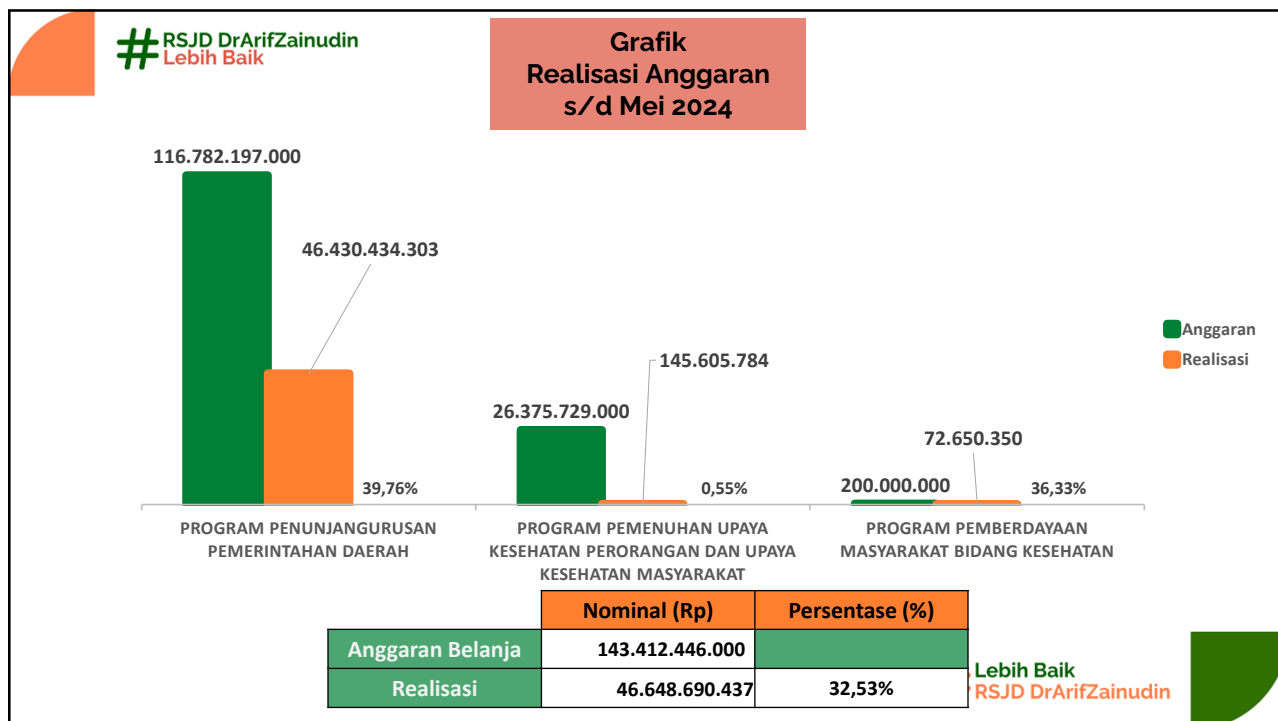 # RSJD DrArifZainudin
Lebih Baik
Grafik
Realisasi Anggaran
s/d Mei 2024
116.782.197.000
46.430.434.303
39,76%
26.375.729.000
145.605.784
0,55%
200.000.000
72.650.350
36,33%
Anggaran
Realisasi
PROGRAM PENUNJANGURUSAN
PEMERINTAHAN DAERAH
PROGRAM PEMENUHAN UPAYA
KESEHATAN PERORANGAN DAN UPAYA
KESEHATAN MASYARAKAT
PROGRAM PEMBERDAYAAN
MASYARAKAT BIDANG KESEHATAN
Nominal (Rp) Persentase (%)
Anggaran Belanja 143.412.446.000
Realisasi 46.648.690.437 32,53%
Lebih Baik
RSJD DrArifZainudin